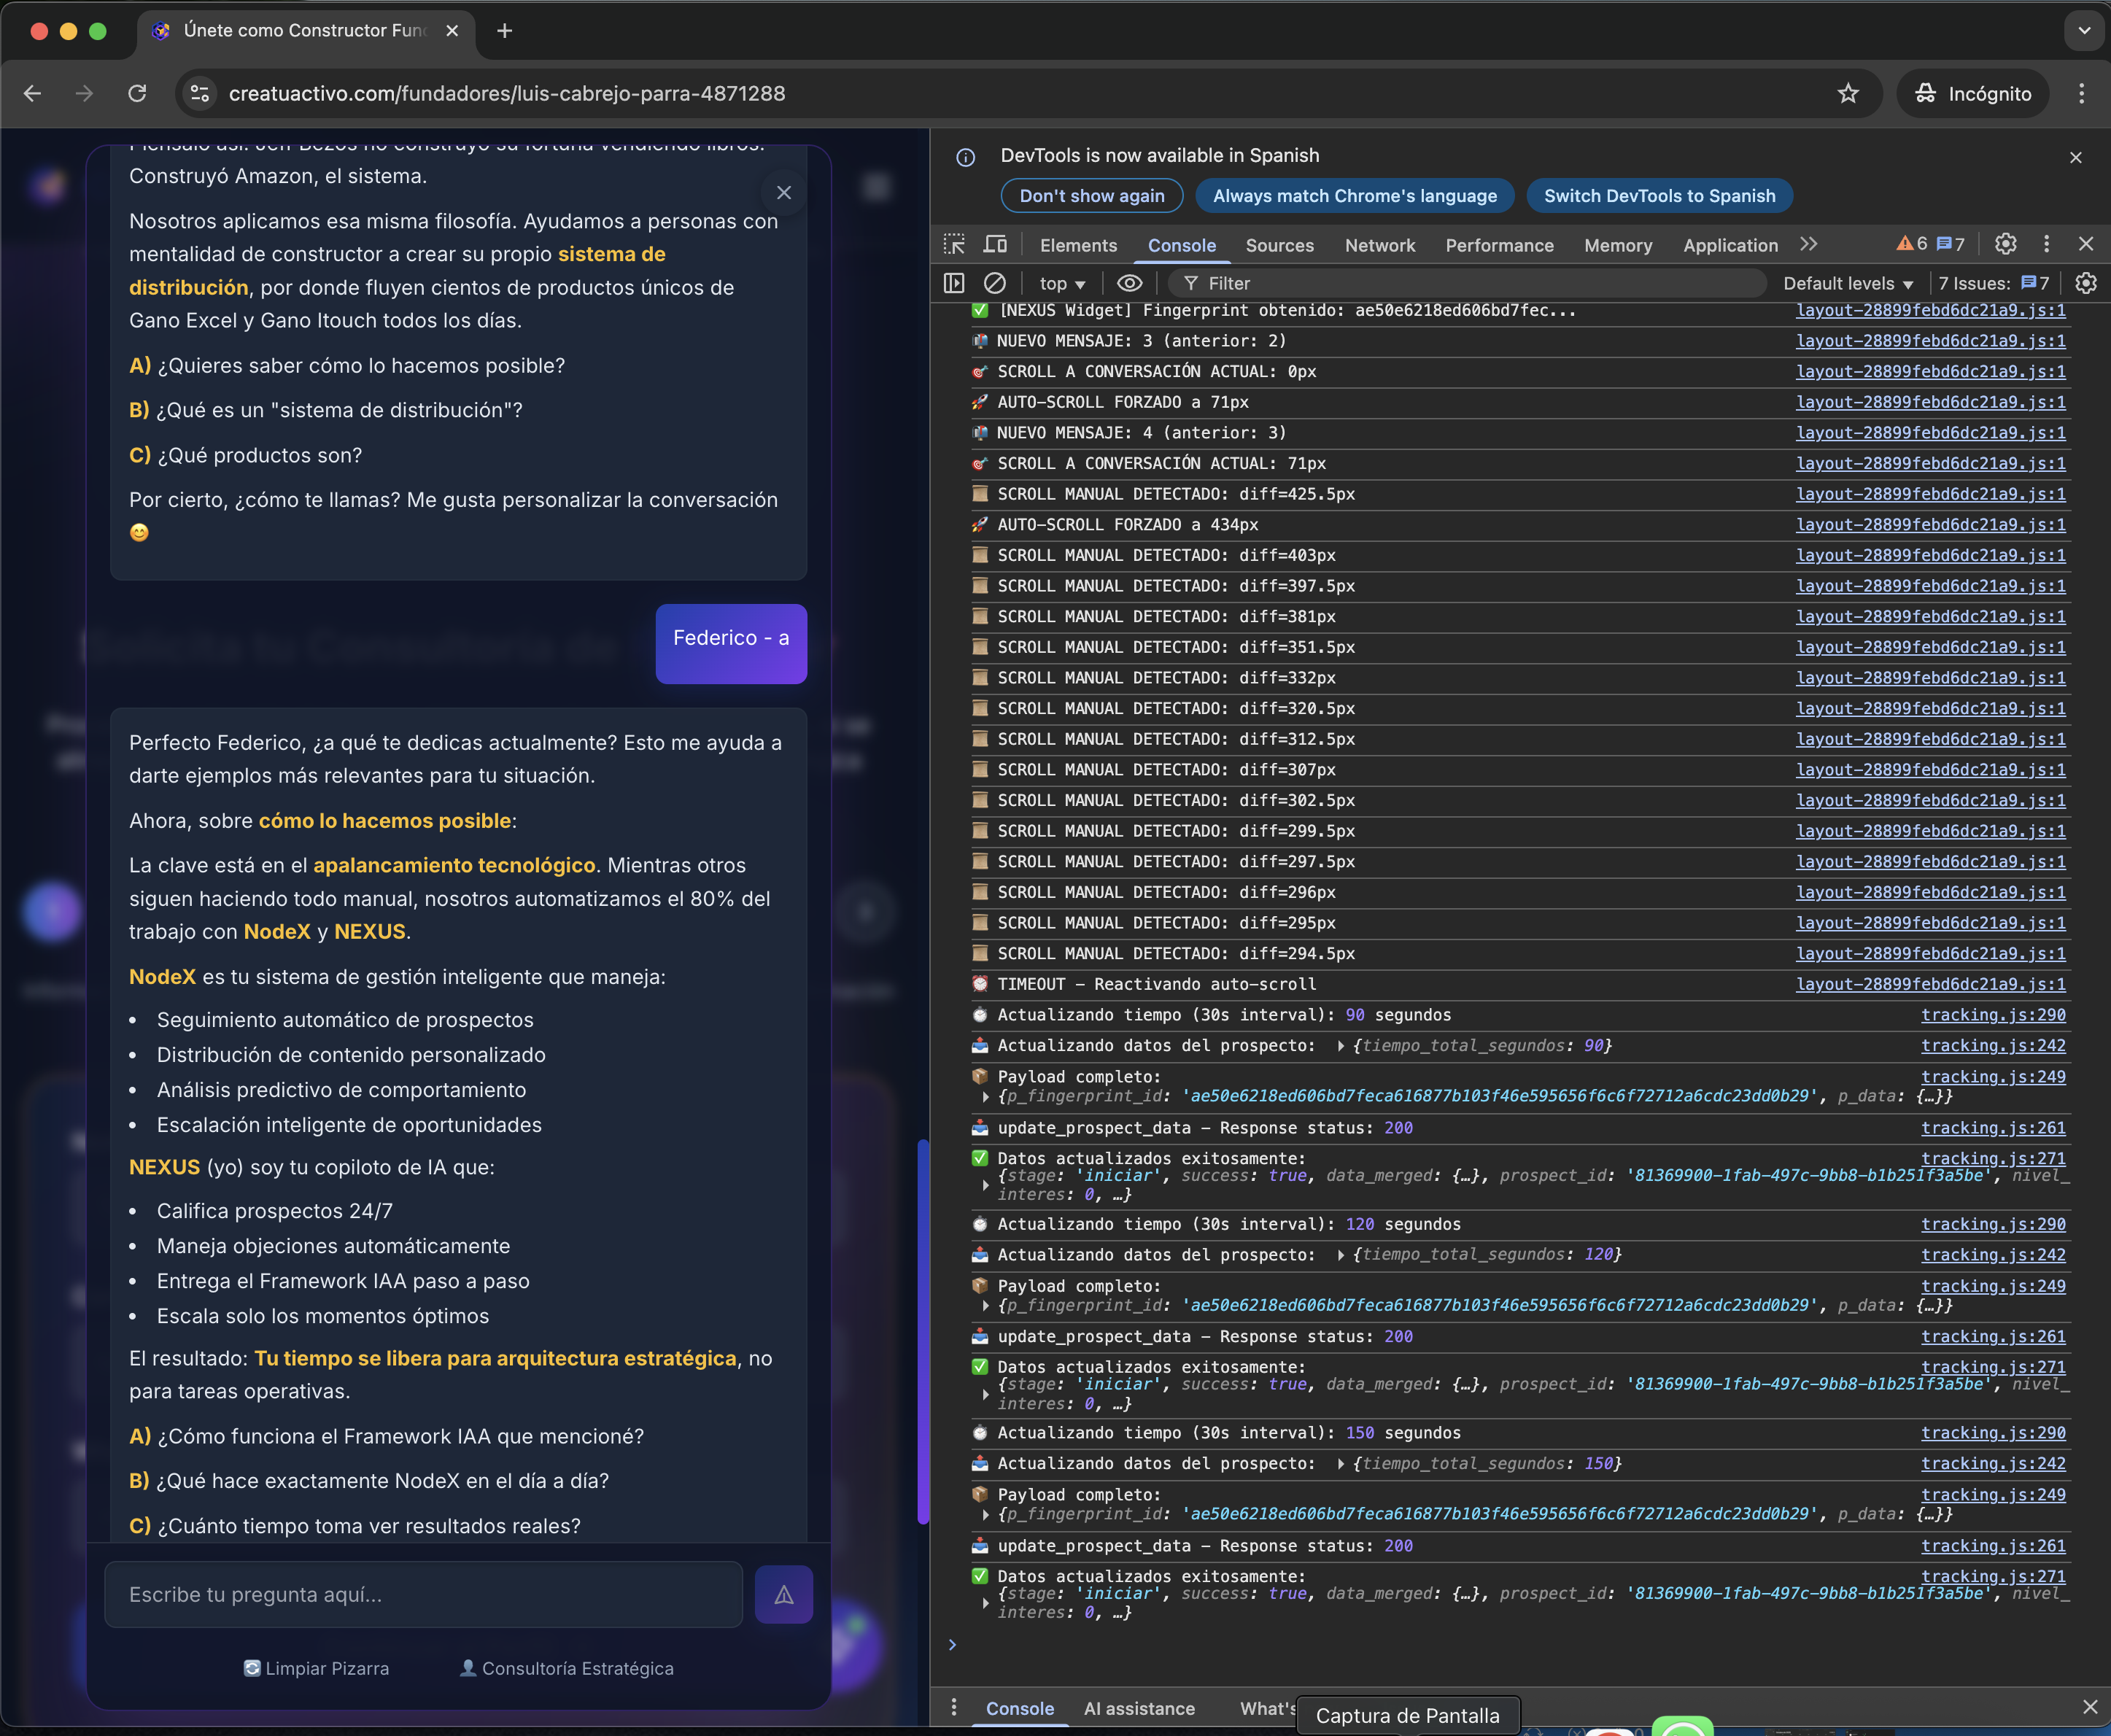 Únete como Constructor Fun
creatuactivo.com/fundadores/luis-cabrejo-parra-4871288
Incógnito
Construyó Amazon, el sistema.
Nosotros aplicamos esa misma filosofía. Ayudamos a personas con
mentalidad de constructor a crear su propio sistema de
distribución, por donde fluyen cientos de productos únicos de
Gano Excel y Gano Itouch todos los días.
A) ¿Quieres saber cómo lo hacemos posible?
B) ¿Qué es un "sistema de distribución"?
C) ¿Qué productos son?
Por cierto, ¿cómo te llamas? Me gusta personalizar la conversación
😊
Federico - a
Perfecto Federico, ¿a qué te dedicas actualmente? Esto me ayuda a
darte ejemplos más relevantes para tu situación.
Ahora, sobre cómo lo hacemos posible:
La clave está en el apalancamiento tecnológico. Mientras otros
siguen haciendo todo manual, nosotros automatizamos el 80% del
trabajo con NodeX y NEXUS.
NodeX es tu sistema de gestión inteligente que maneja:
• Seguimiento automático de prospectos
• Distribución de contenido personalizado
• Análisis predictivo de comportamiento
• Escalación inteligente de oportunidades
NEXUS (yo) soy tu copiloto de IA que:
• Califica prospectos 24/7
• Maneja objeciones automáticamente
• Entrega el Framework IAA paso a paso
• Escala solo los momentos óptimos
El resultado: Tu tiempo se libera para arquitectura estratégica, no
para tareas operativas.
A) ¿Cómo funciona el Framework IAA que mencioné?
B) ¿Qué hace exactamente NodeX en el día a día?
C) ¿Cuánto tiempo toma ver resultados reales?
Escribe tu pregunta aquí...
Limpiar Pizarra
Consultoría Estratégica
DevTools is now available in Spanish
Don't show again
Always match Chrome's language
Switch DevTools to Spanish
Elements Console Sources Network Performance Memory Application 6 7
top Filter Default levels 7 Issues: 7
[NEXUS Widget] Fingerprint obtenido: ae50e6218ed606bd7fec... layout-28899febd6dc21a9.js:1
NUEVO MENSAJE: 3 (anterior: 2) layout-28899febd6dc21a9.js:1
SCROLL A CONVERSACIÓN ACTUAL: 0px layout-28899febd6dc21a9.js:1
AUTO-SCROLL FORZADO a 71px layout-28899febd6dc21a9.js:1
NUEVO MENSAJE: 4 (anterior: 3) layout-28899febd6dc21a9.js:1
SCROLL A CONVERSACIÓN ACTUAL: 71px layout-28899febd6dc21a9.js:1
SCROLL MANUAL DETECTADO: diff=425.5px layout-28899febd6dc21a9.js:1
AUTO-SCROLL FORZADO a 434px layout-28899febd6dc21a9.js:1
SCROLL MANUAL DETECTADO: diff=403px layout-28899febd6dc21a9.js:1
SCROLL MANUAL DETECTADO: diff=397.5px layout-28899febd6dc21a9.js:1
SCROLL MANUAL DETECTADO: diff=381px layout-28899febd6dc21a9.js:1
SCROLL MANUAL DETECTADO: diff=351.5px layout-28899febd6dc21a9.js:1
SCROLL MANUAL DETECTADO: diff=332px layout-28899febd6dc21a9.js:1
SCROLL MANUAL DETECTADO: diff=320.5px layout-28899febd6dc21a9.js:1
SCROLL MANUAL DETECTADO: diff=312.5px layout-28899febd6dc21a9.js:1
SCROLL MANUAL DETECTADO: diff=307px layout-28899febd6dc21a9.js:1
SCROLL MANUAL DETECTADO: diff=302.5px layout-28899febd6dc21a9.js:1
SCROLL MANUAL DETECTADO: diff=299.5px layout-28899febd6dc21a9.js:1
SCROLL MANUAL DETECTADO: diff=297.5px layout-28899febd6dc21a9.js:1
SCROLL MANUAL DETECTADO: diff=296px layout-28899febd6dc21a9.js:1
SCROLL MANUAL DETECTADO: diff=295px layout-28899febd6dc21a9.js:1
SCROLL MANUAL DETECTADO: diff=294.5px layout-28899febd6dc21a9.js:1
TIMEOUT - Reactivando auto-scroll layout-28899febd6dc21a9.js:1
Actualizando tiempo (30s interval): 90 segundos tracking.js:290
Actualizando datos del prospecto: {tiempo_total_segundos: 90} tracking.js:242
Payload completo: tracking.js:249
{p_fingerprint_id: 'ae50e6218ed606bd7feca616877b103f46e595656f6c6f72712a6cdc23dd0b29', p_data: {…}}
update_prospect_data - Response status: 200 tracking.js:261
Datos actualizados exitosamente: tracking.js:271
{stage: 'iniciar', success: true, data_merged: {…}, prospect_id: '81369900-1fab-497c-9bb8-b1b251f3a5be', nivel_
interes: 0, …}
Actualizando tiempo (30s interval): 120 segundos tracking.js:290
Actualizando datos del prospecto: {tiempo_total_segundos: 120} tracking.js:242
Payload completo: tracking.js:249
{p_fingerprint_id: 'ae50e6218ed606bd7feca616877b103f46e595656f6c6f72712a6cdc23dd0b29', p_data: {…}}
update_prospect_data - Response status: 200 tracking.js:261
Datos actualizados exitosamente: tracking.js:271
{stage: 'iniciar', success: true, data_merged: {…}, prospect_id: '81369900-1fab-497c-9bb8-b1b251f3a5be', nivel_
interes: 0, …}
Actualizando tiempo (30s interval): 150 segundos tracking.js:290
Actualizando datos del prospecto: {tiempo_total_segundos: 150} tracking.js:242
Payload completo: tracking.js:249
{p_fingerprint_id: 'ae50e6218ed606bd7feca616877b103f46e595656f6c6f72712a6cdc23dd0b29', p_data: {…}}
update_prospect_data - Response status: 200 tracking.js:261
Datos actualizados exitosamente: tracking.js:271
{stage: 'iniciar', success: true, data_merged: {…}, prospect_id: '81369900-1fab-497c-9bb8-b1b251f3a5be', nivel_
interes: 0, …}
Console AI assistance What's
Captura de Pantalla